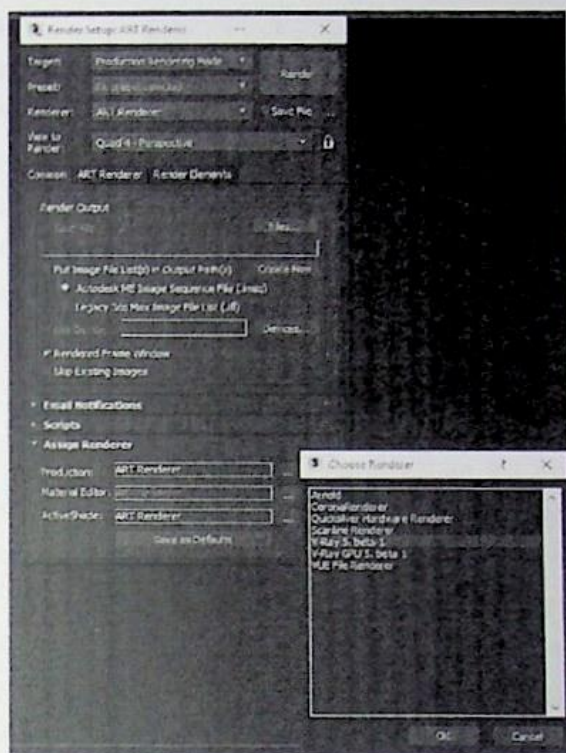 Render Setup: ART Renderer
Target: Production Rendering Mode
Preset:
Render
Renderer: ART Renderer
Save File ...
View to Render: Quad 4 - Perspective
Common ART Renderer Render Elements
Render Output
Files...
Put Image File List(s) in Output Path(s) Create Now
Autodesk ME Image Sequence File (.imsq)
Legacy 3ds Max Image File List (.ifl)
Devices...
Rendered Frame Window
Skip Existing Images
Email Notifications
Scripts
Assign Renderer
Production: ART Renderer ...
Material Editor: ...
ActiveShade: ART Renderer ...
Save as Defaults
Choose Renderer ? ×
Arnold
CoronaRenderer
Quicksilver Hardware Renderer
Scanline Renderer
V-Ray 5, beta 1
V-Ray GPU 5, beta 1
VUE File Renderer
OK Cancel